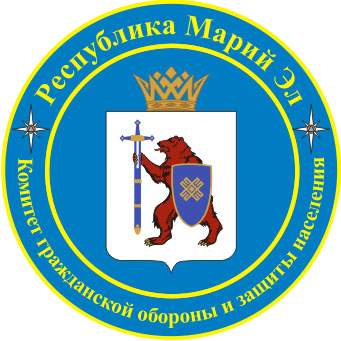 Республика Марий Эл
Комитет гражданской обороны и защиты населения